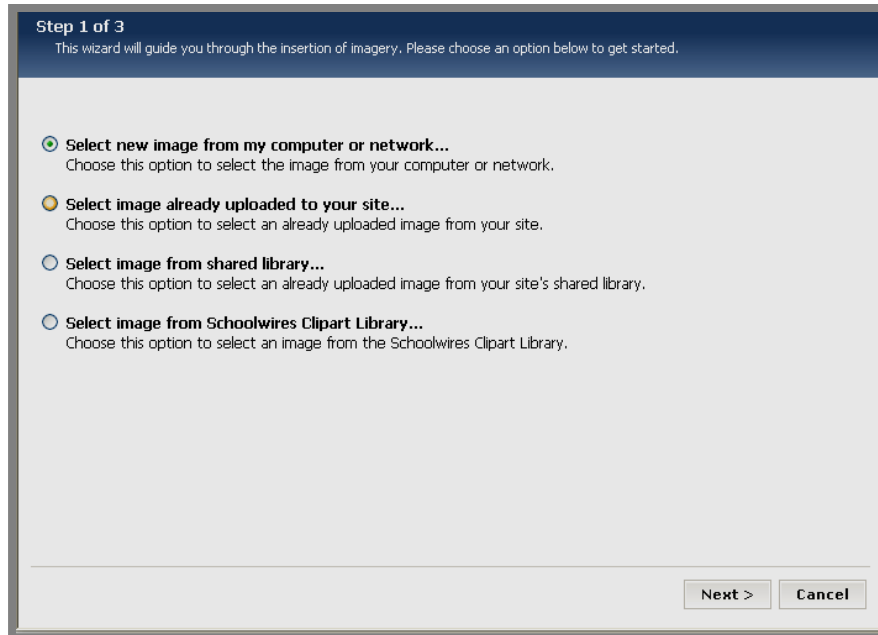 Step 1 of 3
This wizard will guide you through the insertion of imagery. Please choose an option below to get started.
Select new image from my computer or network...
Choose this option to select the image from your computer or network.
Select image already uploaded to your site...
Choose this option to select an already uploaded image from your site.
Select image from shared library...
Choose this option to select an already uploaded image from your site's shared library.
Select image from Schoolwires Clipart Library...
Choose this option to select an image from the Schoolwires Clipart Library.
Next > Cancel